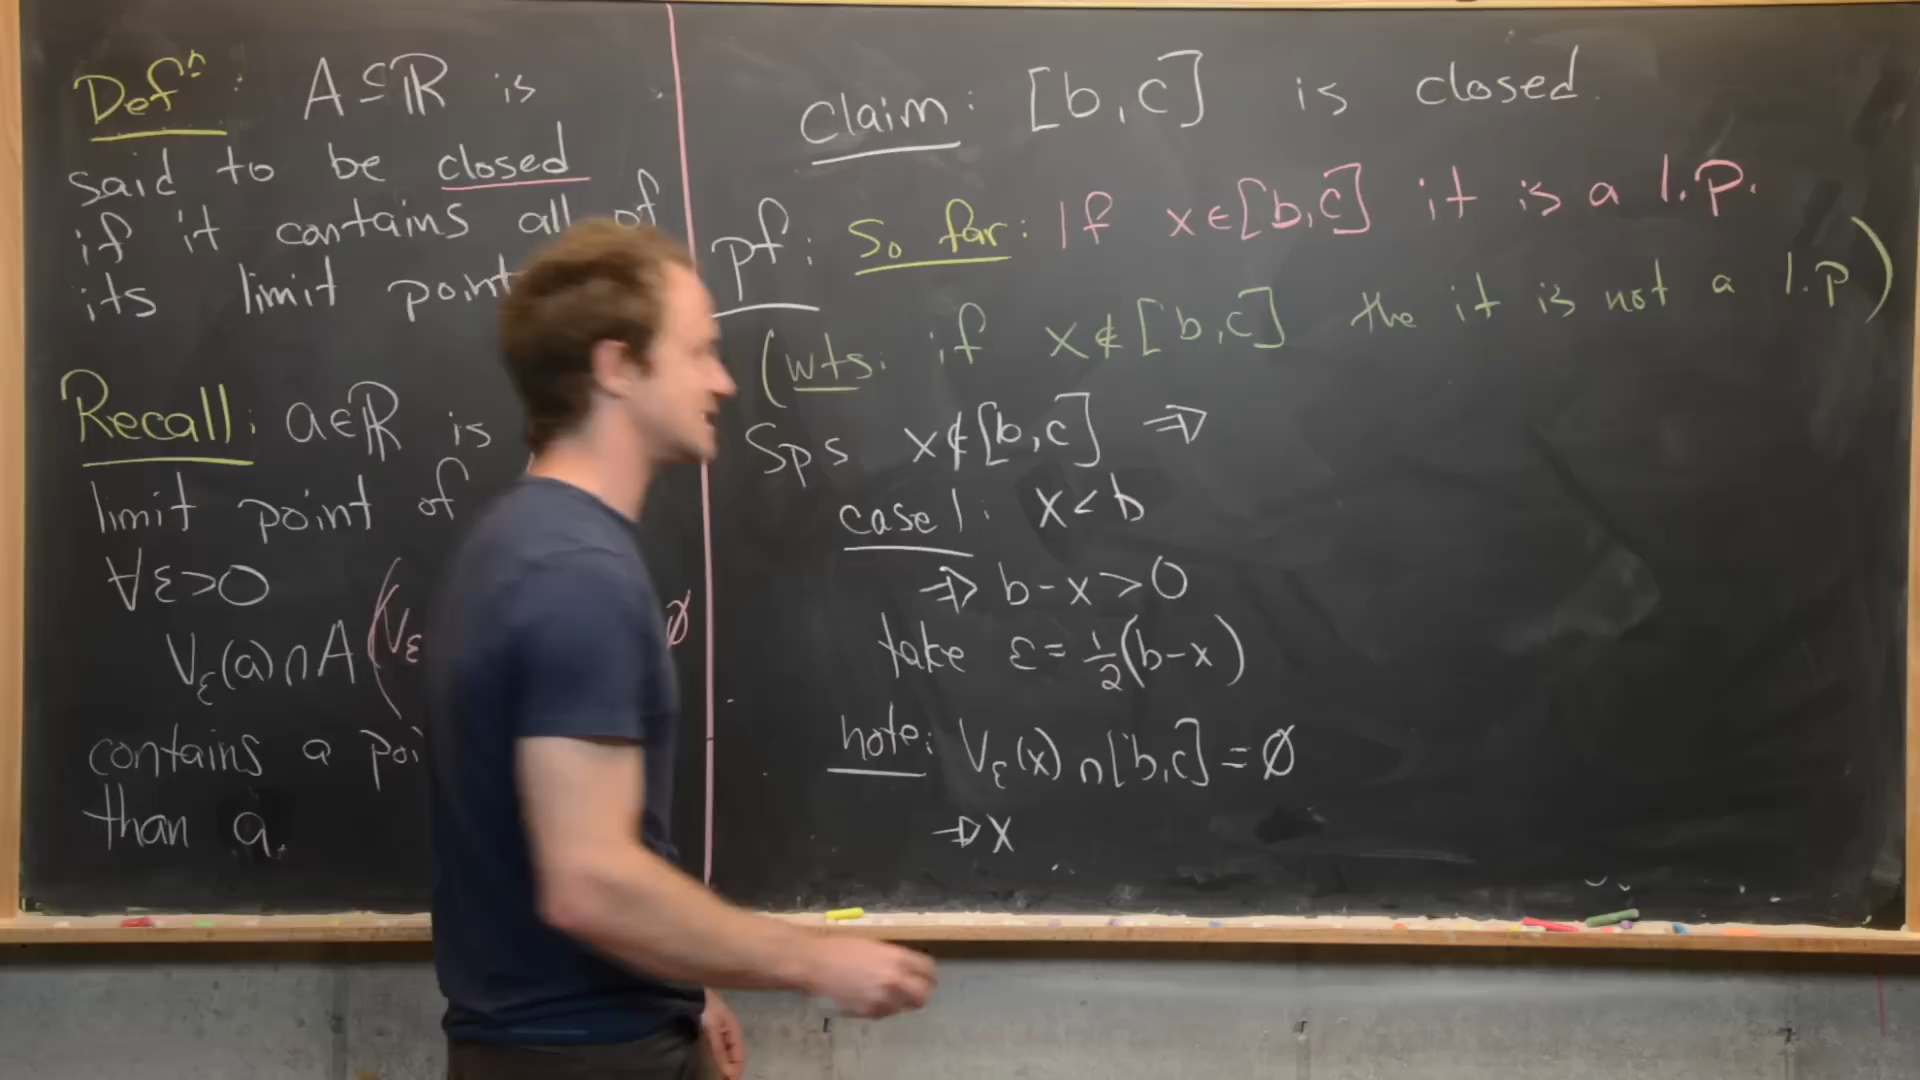 Defⁿ: A ⊆ ℝ is
said to be closed
if it contains all of
its limit point
Recall: a∈ℝ is
limit point of
∀ε>0
V_ε(a)∩A (V_ε ∅
contains a
than a.
Claim: [b,c] is closed.
pf: So far: If x∈[b,c] it is a l.p.
(wts: if x∉[b,c] the it is not a l.p)
Sps x∉[b,c] ⇒
case 1: x<b
⇒ b-x>0
take ε=½(b-x)
note: V_ε(x)∩[b,c]=∅
⇒ x